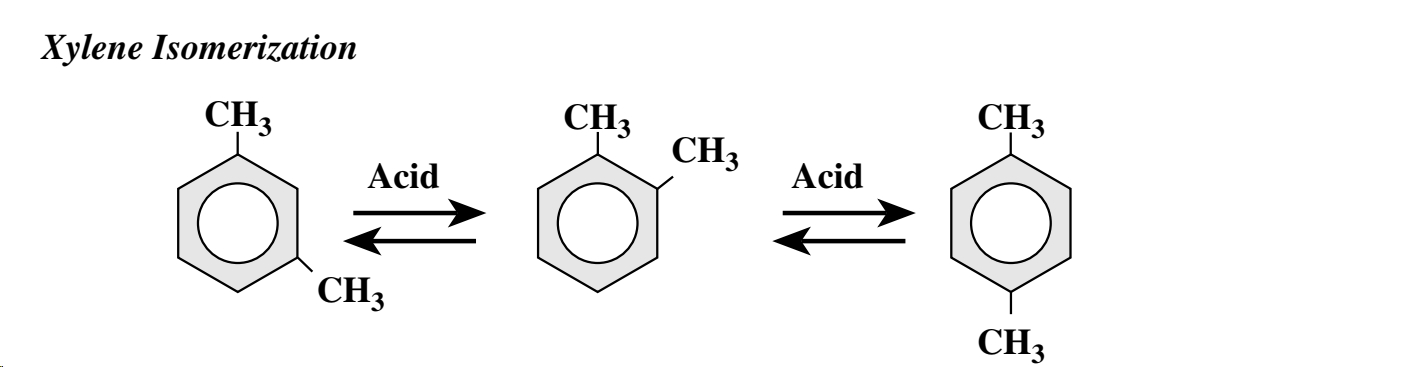 Xylene Isomerization
CH3
CH3
CH3
CH3
Acid
Acid
CH3
CH3